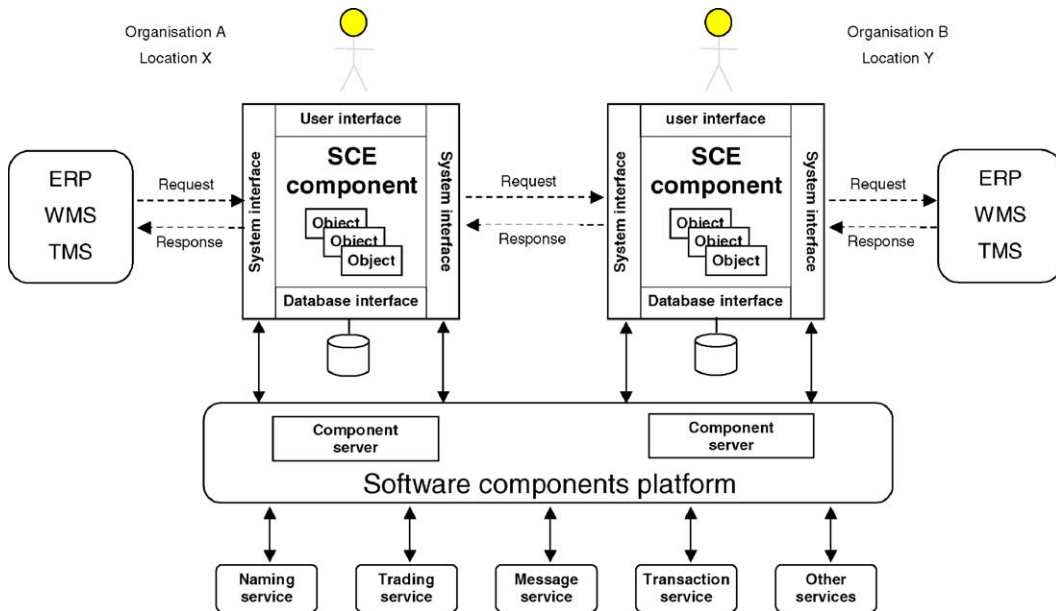 Organisation A
Location X
Organisation B
Location Y
User interface
SCE
component
System interface
System interface
Object
Object
Object
Database interface
user interface
SCE
component
System interface
System interface
Object
Object
Object
Database interface
ERP
WMS
TMS
Request
Response
Request
Response
Request
Response
ERP
WMS
TMS
Component
server
Component
server
Software components platform
Naming
service
Trading
service
Message
service
Transaction
service
Other
services